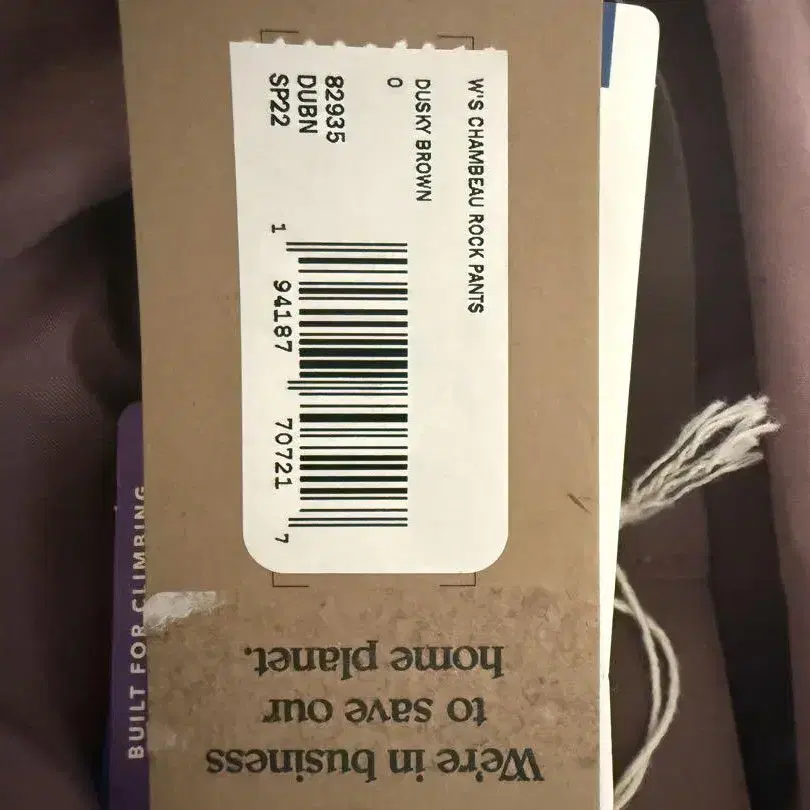 W'S CHAMBEAU ROCK PANTS
DUSKY BROWN
0
82935
DUBN
SP22
1 94187 70721 7
We're in business
to save our
home planet.
BUILT FOR CLIMBING